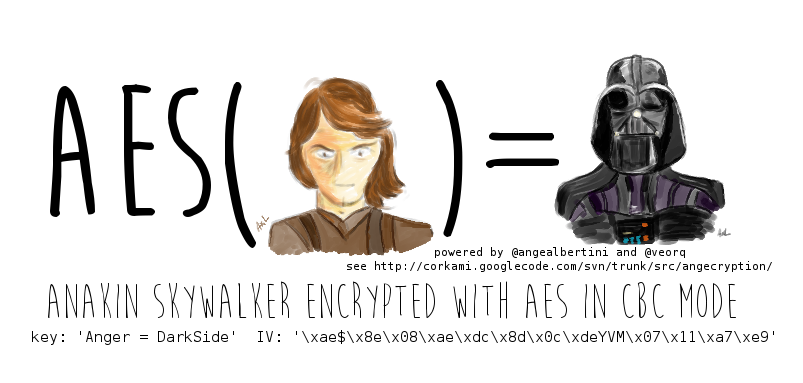 AES( ) =
powered by @angealbertini and @veorq
see http://corkami.googlecode.com/svn/trunk/src/angecryption/
ANAKIN SKYWALKER ENCRYPTED WITH AES IN CBC MODE
key: 'Anger = DarkSide'  IV: '\xae$\x8e\x08\xae\xdc\x8d\x0c\xdeYVM\x07\x11\xa7\xe9'